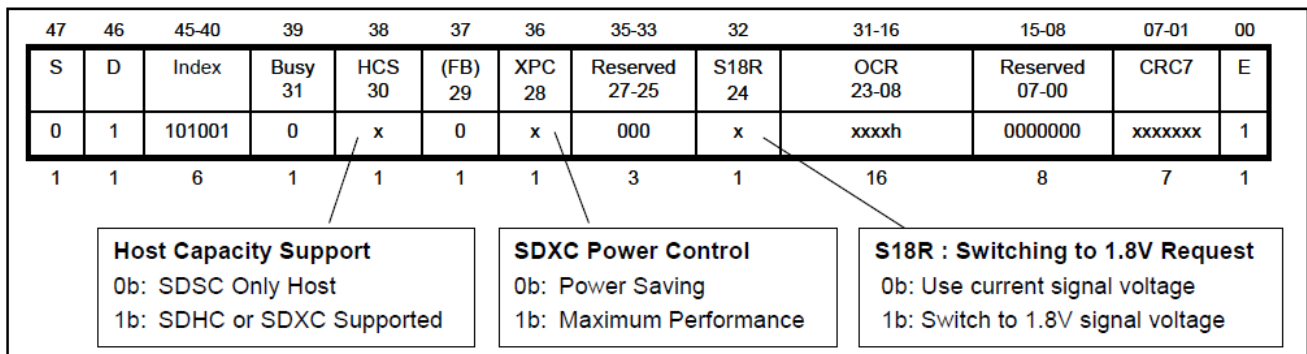 47 46 45-40 39 38 37 36 35-33 32 31-16 15-08 07-01 00
S D Index Busy 31 HCS 30 (FB) 29 XPC 28 Reserved 27-25 S18R 24 OCR 23-08 Reserved 07-00 CRC7 E
0 1 101001 0 x 0 x 000 x xxxxh 0000000 xxxxxxx 1
1 1 6 1 1 1 1 3 1 16 8 7 1
Host Capacity Support
0b: SDSC Only Host
1b: SDHC or SDXC Supported
SDXC Power Control
0b: Power Saving
1b: Maximum Performance
S18R : Switching to 1.8V Request
0b: Use current signal voltage
1b: Switch to 1.8V signal voltage